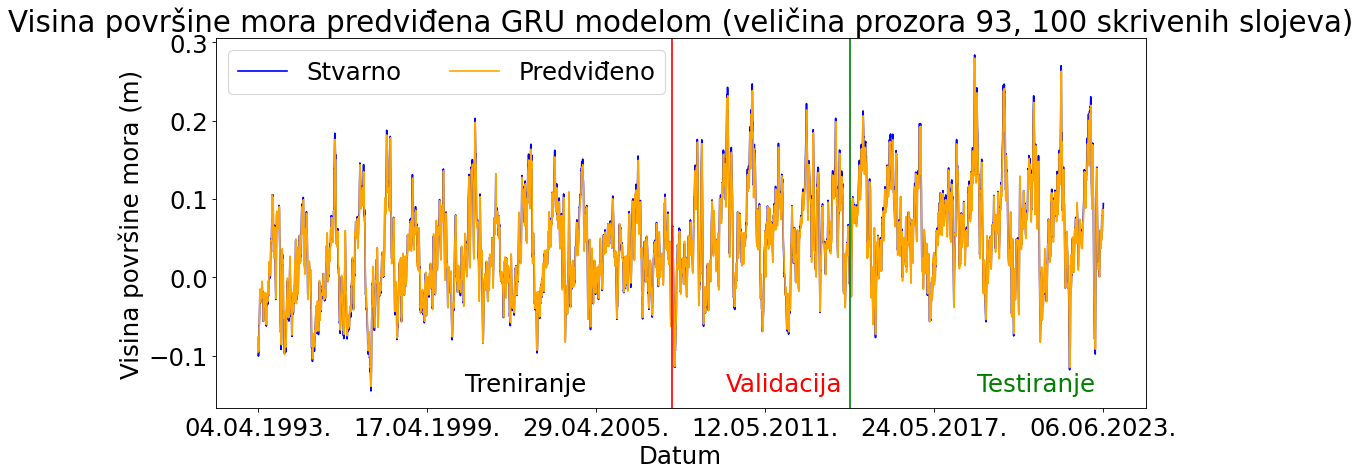 Visina površine mora predviđena GRU modelom (veličina prozora 93, 100 skrivenih slojeva)
Stvarno Predviđeno
Visina površine mora (m)
0.3
0.2
0.1
0.0
−0.1
Treniranje Validacija Testiranje
04.04.1993. 17.04.1999. 29.04.2005. 12.05.2011. 24.05.2017. 06.06.2023.
Datum